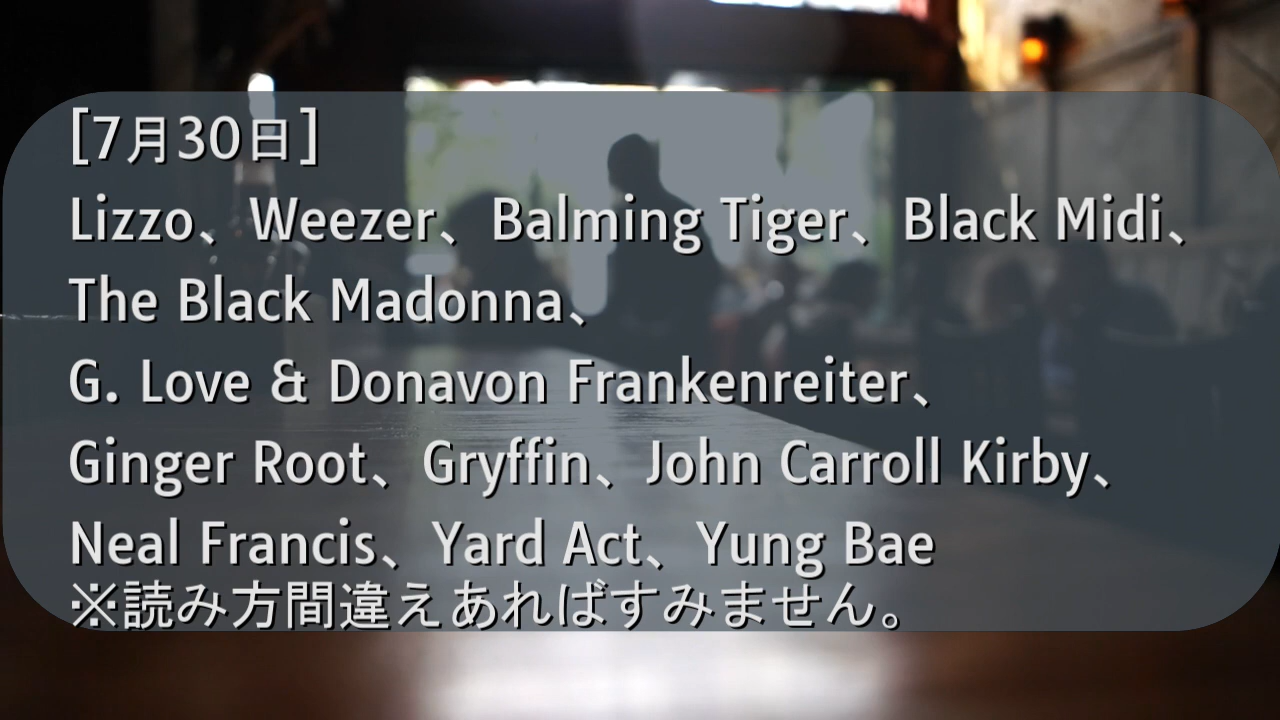 [7月30日]
Lizzo、Weezer、Balming Tiger、Black Midi、
The Black Madonna、
G. Love & Donavon Frankenreiter、
Ginger Root、Gryffin、John Carroll Kirby、
Neal Francis、Yard Act、Yung Bae
※読み方間違えあればすみません。